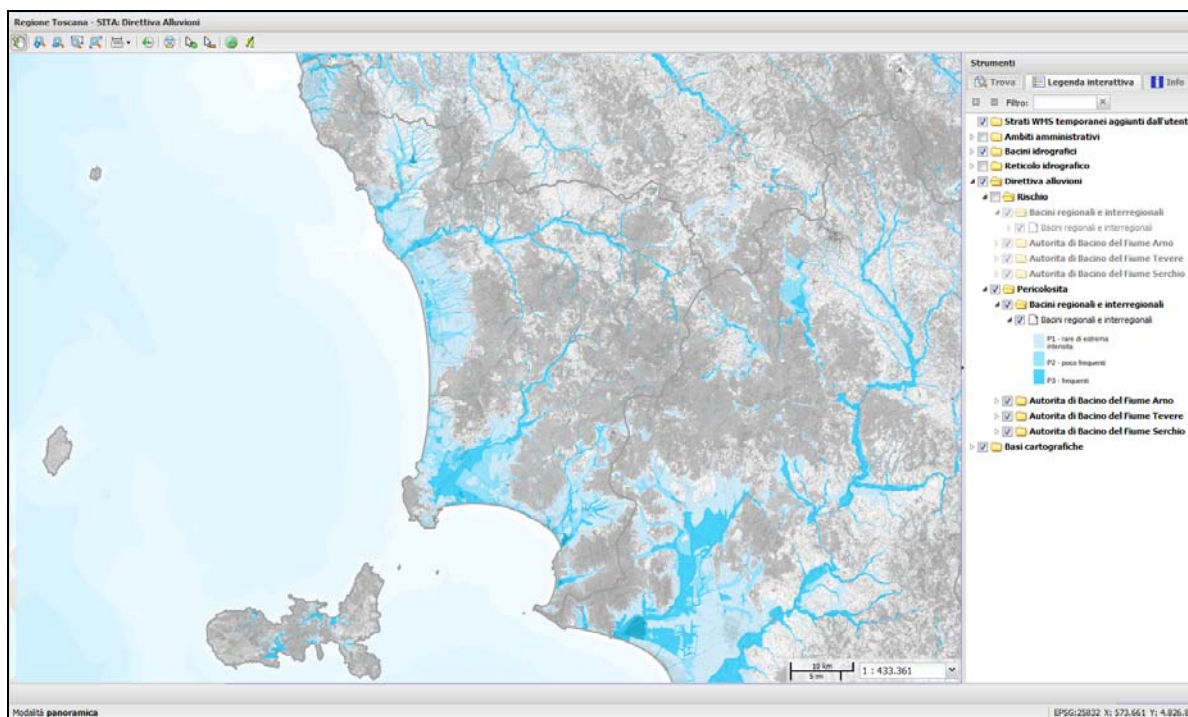 Regione Toscana - SITA: Direttiva Alluvioni
Strumenti
Trova
Legenda interattiva
Info
Filtro:
Strati WMS temporanei aggiunti dall'utent
Ambiti amministrativi
Bacini idrografici
Reticolo idrografico
Direttiva alluvioni
Rischio
Bacini regionali e interregionali
Bacini regionali e interregionali
Autorita di Bacino del Fiume Arno
Autorita di Bacino del Fiume Tevere
Autorita di Bacino del Fiume Serchio
Pericolosita
Bacini regionali e interregionali
Bacini regionali e interregionali
P1 - rare di estrema
intensita
P2 - poco frequenti
P3 - frequenti
Autorita di Bacino del Fiume Arno
Autorita di Bacino del Fiume Tevere
Autorita di Bacino del Fiume Serchio
Basi cartografiche
10 km
5 mi
1 : 433.361
Modalità panoramica
EPSG:25832 X: 573.661 Y: 4.826.8